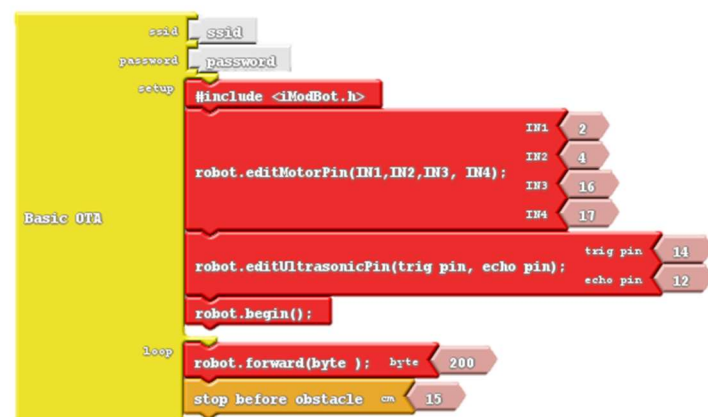 ssid ssid
password password
setup #include <iModBot.h>
IN1 2
IN2 4
robot.editMotorPin(IN1,IN2,IN3, IN4);
IN3 16
IN4 17
Basic OTA
trig pin 14
robot.editUltrasonicPin(trig pin, echo pin);
echo pin 12
robot.begin();
loop robot.forward(byte ); byte 200
stop before obstacle cm 15